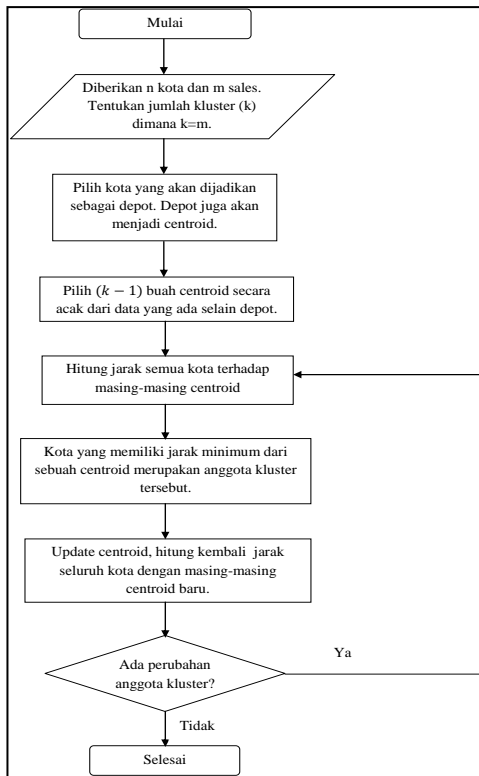 Mulai
Diberikan n kota dan m sales.
Tentukan jumlah kluster (k)
dimana k=m.
Pilih kota yang akan dijadikan
sebagai depot. Depot juga akan
menjadi centroid.
Pilih (k − 1) buah centroid secara
acak dari data yang ada selain depot.
Hitung jarak semua kota terhadap
masing-masing centroid
Kota yang memiliki jarak minimum dari
sebuah centroid merupakan anggota kluster
tersebut.
Update centroid, hitung kembali jarak
seluruh kota dengan masing-masing
centroid baru.
Ada perubahan
anggota kluster?
Ya
Tidak
Selesai